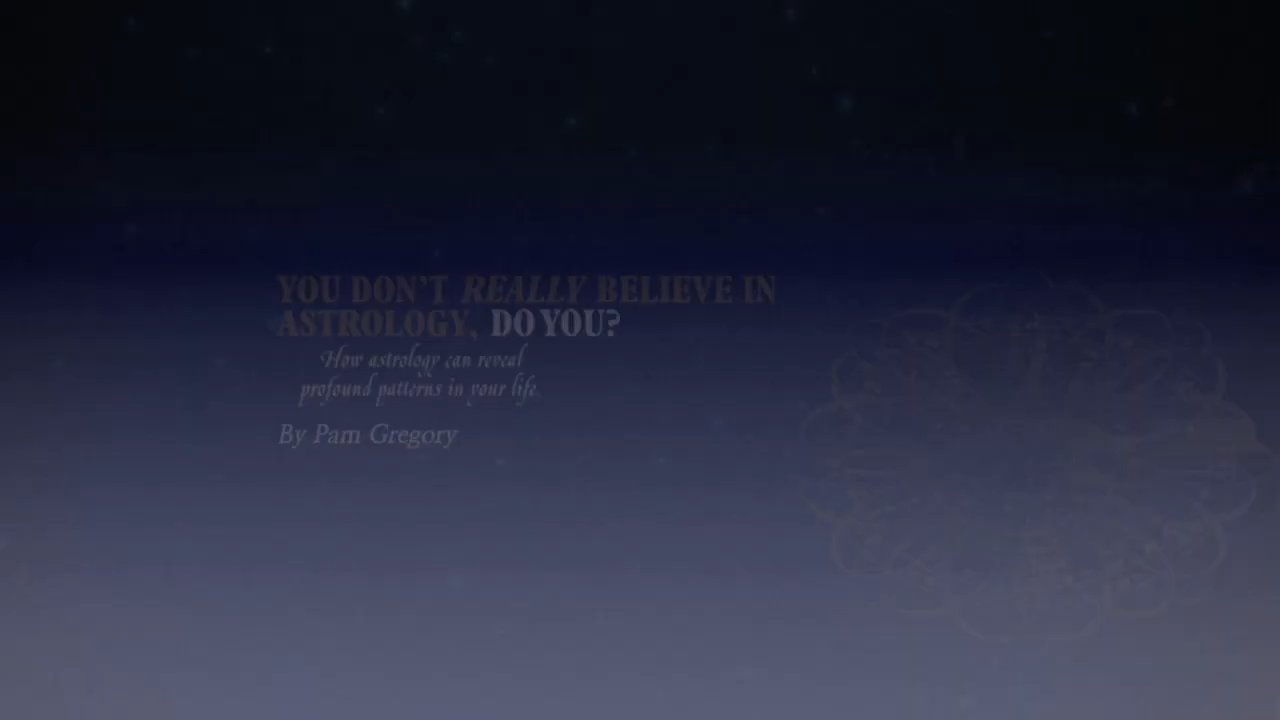 YOU DON'T REALLY BELIEVE IN
ASTROLOGY, DO YOU?
How astrology can reveal
profound patterns in your life
By Pam Gregory